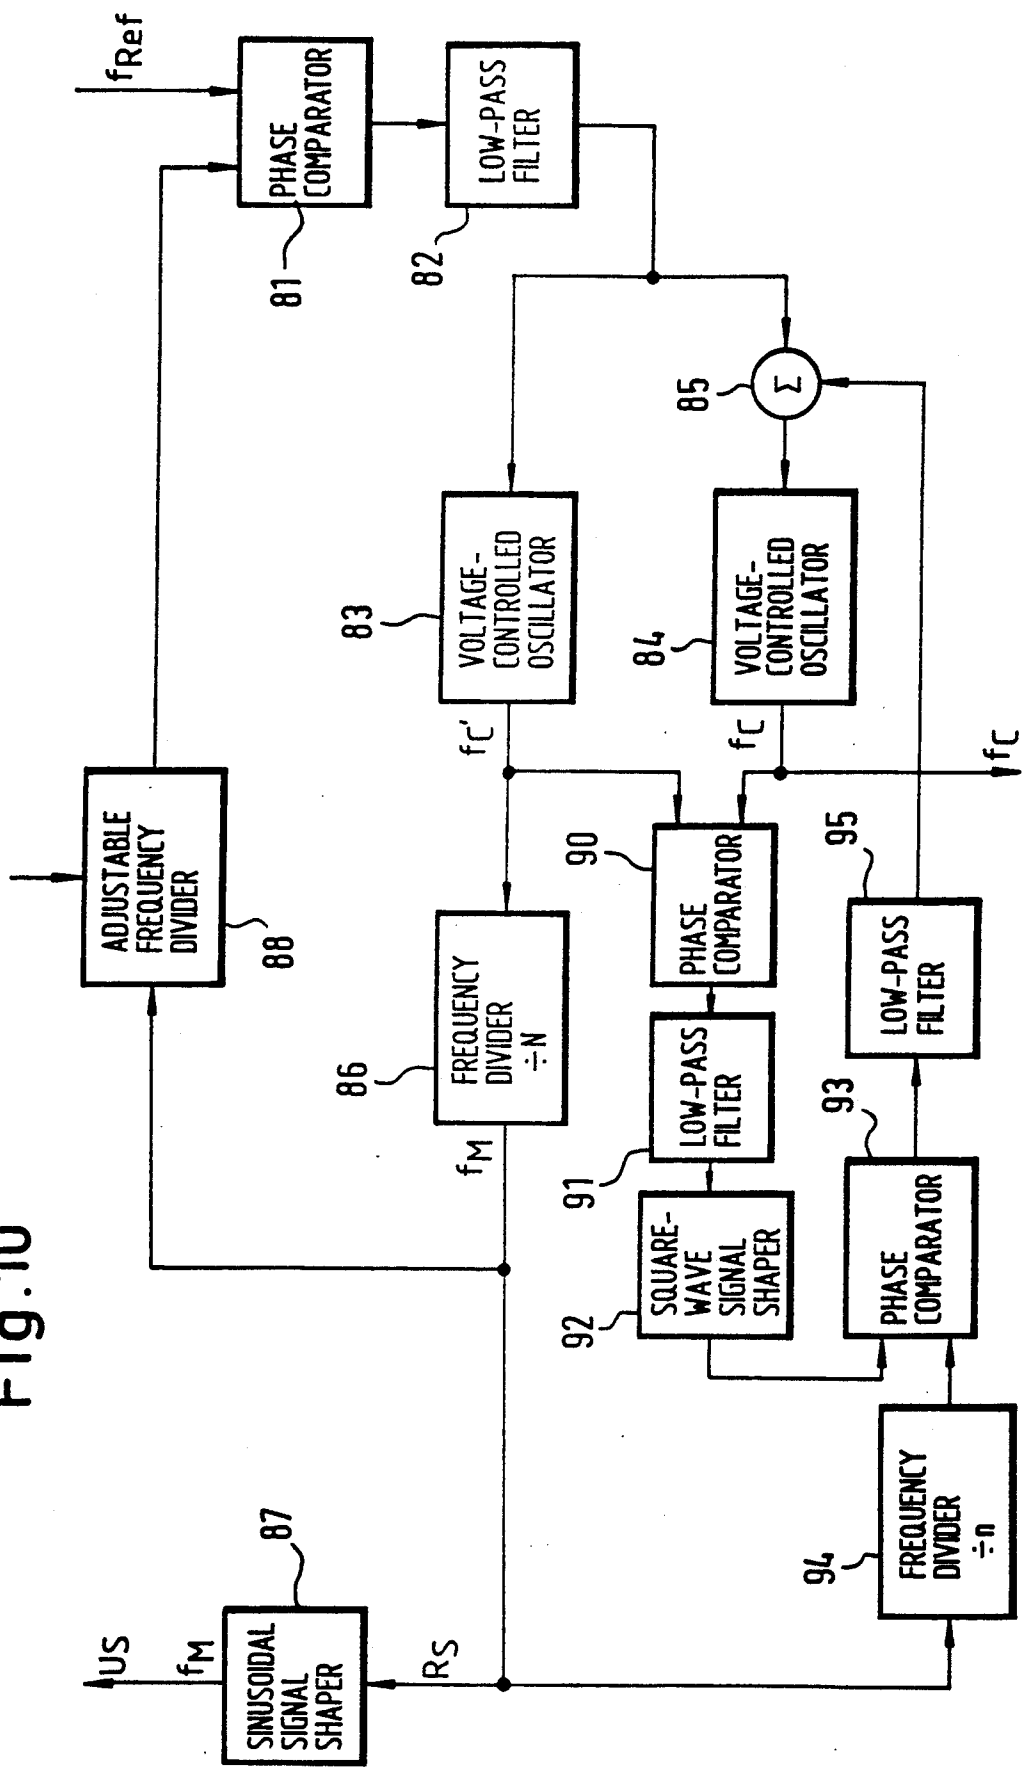 Fig.10
US
fM
SINUSOIDAL
SIGNAL
SHAPER
87
RS
ADJUSTABLE
FREQUENCY
DIVIDER
88
fRef
PHASE
COMPARATOR
81
LOW-PASS
FILTER
82
fM
FREQUENCY
DIVIDER
÷N
86
fC'
VOLTAGE-
CONTROLLED
OSCILLATOR
83
Σ
85
VOLTAGE-
CONTROLLED
OSCILLATOR
84
fC
fC
SQUARE-
WAVE
SIGNAL
SHAPER
92
LOW-PASS
FILTER
91
PHASE
COMPARATOR
90
FREQUENCY
DIVIDER
÷n
94
PHASE
COMPARATOR
93
LOW-PASS
FILTER
95